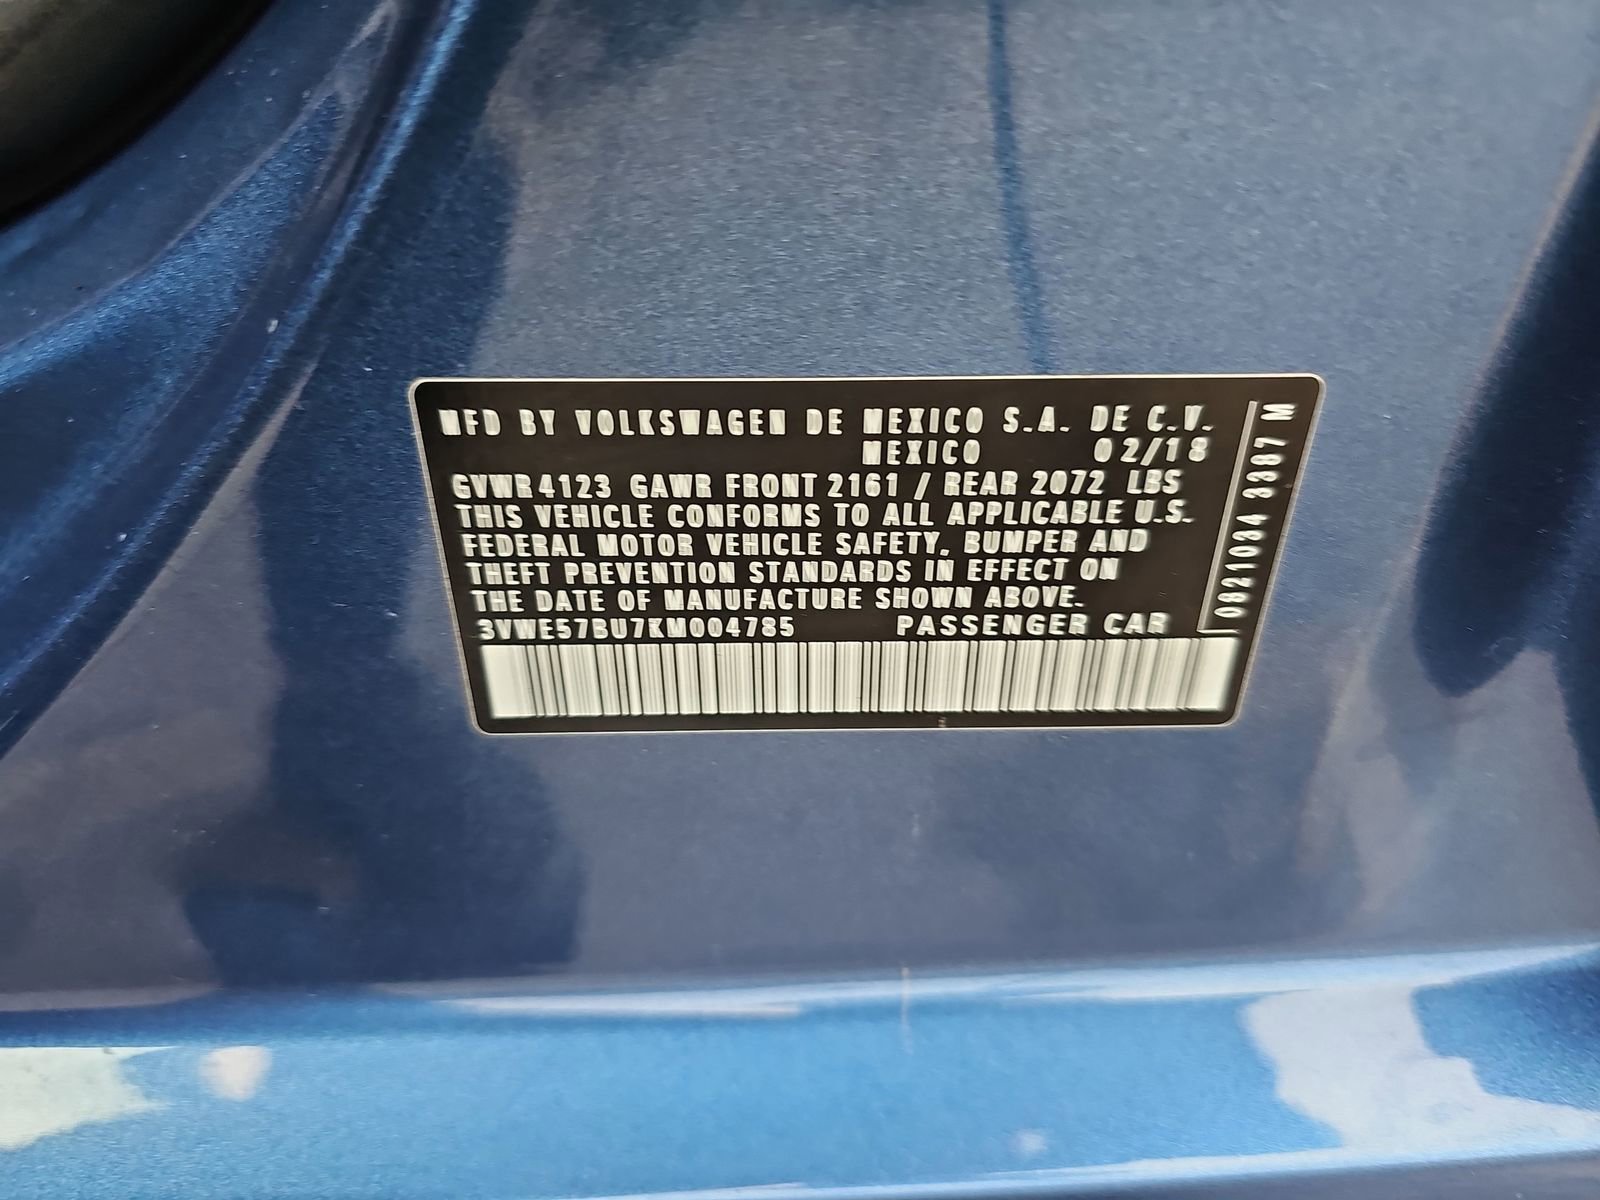 MFD BY VOLKSWAGEN DE MEXICO S.A. DE C.V.
MEXICO 02/18
GVWR 4123 GAWR FRONT 2161 / REAR 2072 LBS
THIS VEHICLE CONFORMS TO ALL APPLICABLE U.S.
FEDERAL MOTOR VEHICLE SAFETY, BUMPER AND
THEFT PREVENTION STANDARDS IN EFFECT ON
THE DATE OF MANUFACTURE SHOWN ABOVE.
3VWE57BU7KM004785 PASSENGER CAR
0821034 3387 M